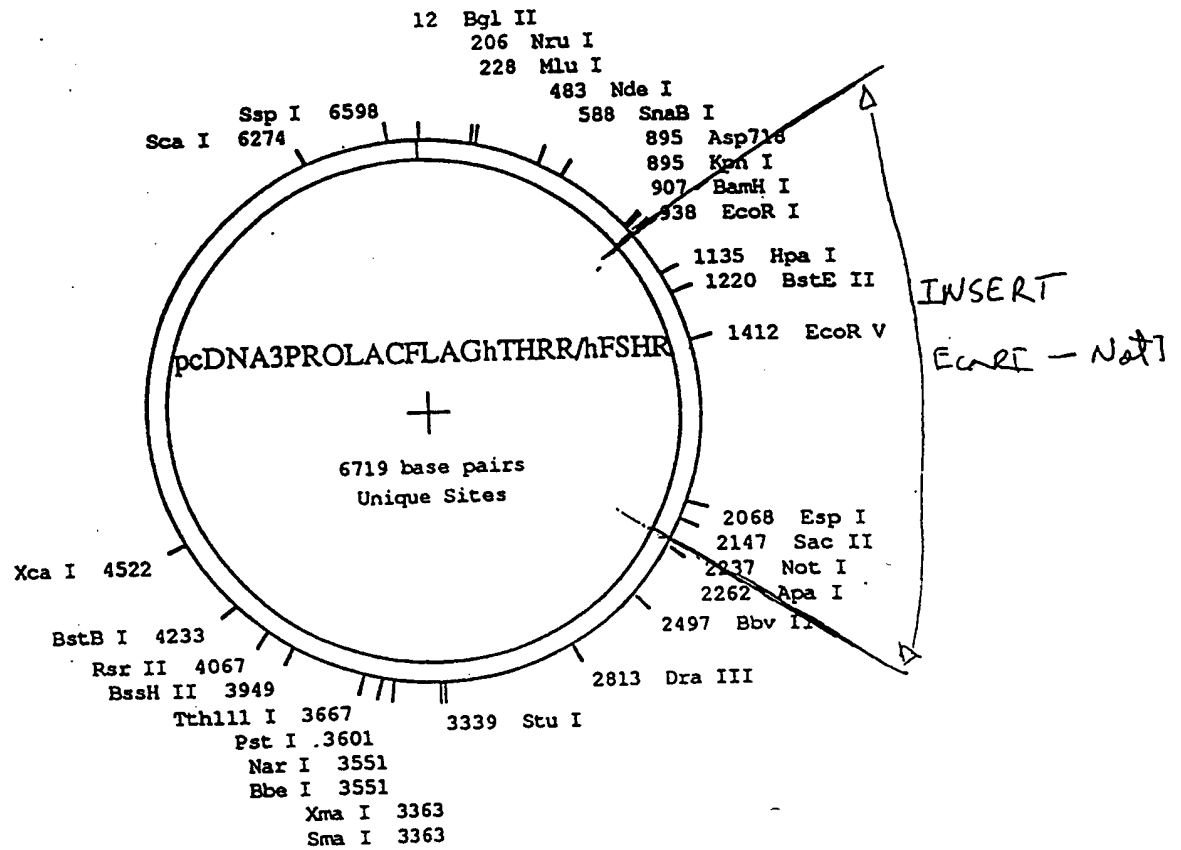 12 Bgl II
206 Nru I
228 Mlu I
483 Nde I
588 SnaB I
895 Asp718
895 Kpn I
907 BamH I
938 EcoR I
1135 Hpa I
1220 BstE II
1412 EcoR V
INSERT
EcoRI - NotI
Ssp I 6598
Sca I 6274
pcDNA3PROLACFLAGhTHRR/hFSHR
6719 base pairs
Unique Sites
2068 Esp I
2147 Sac II
2237 Not I
2262 Apa I
2497 Bbv II
2813 Dra III
3339 Stu I
Xca I 4522
BstB I 4233
Rsr II 4067
BssH II 3949
Tth111 I 3667
Pst I .3601
Nar I 3551
Bbe I 3551
Xma I 3363
Sma I 3363